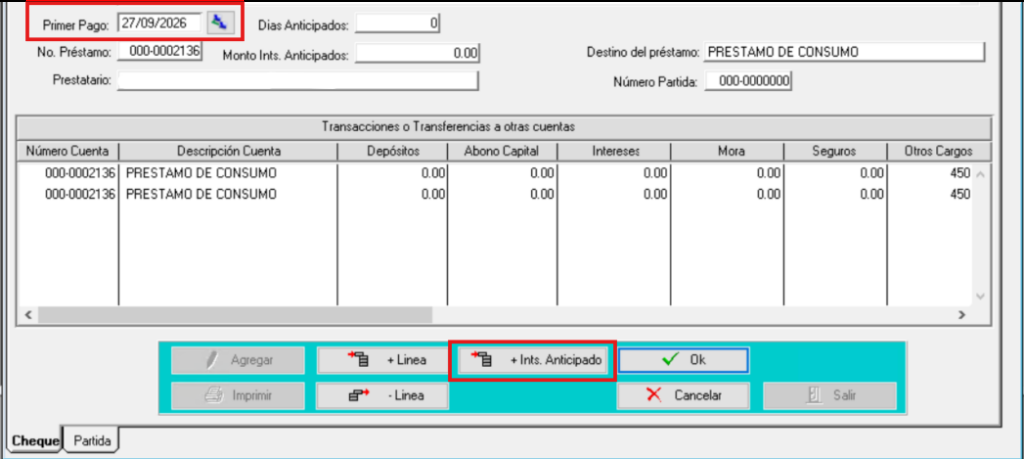 Primer Pago: 27/09/2026 Dias Anticipados: 0
No. Préstamo: 000-0002136 Monto Ints. Anticipados: 0.00 Destino del préstamo: PRESTAMO DE CONSUMO
Prestatario: Número Partida: 000-0000000
Transacciones o Transferencias a otras cuentas
Número Cuenta Descripción Cuenta Depósitos Abono Capital Intereses Mora Seguros Otros Cargos
000-0002136 PRESTAMO DE CONSUMO 0.00 0.00 0.00 0.00 0.00 450
000-0002136 PRESTAMO DE CONSUMO 0.00 0.00 0.00 0.00 0.00 450
Agregar + Linea + Ints. Anticipado Ok
Imprimir - Linea Cancelar Salir
Cheque Partida